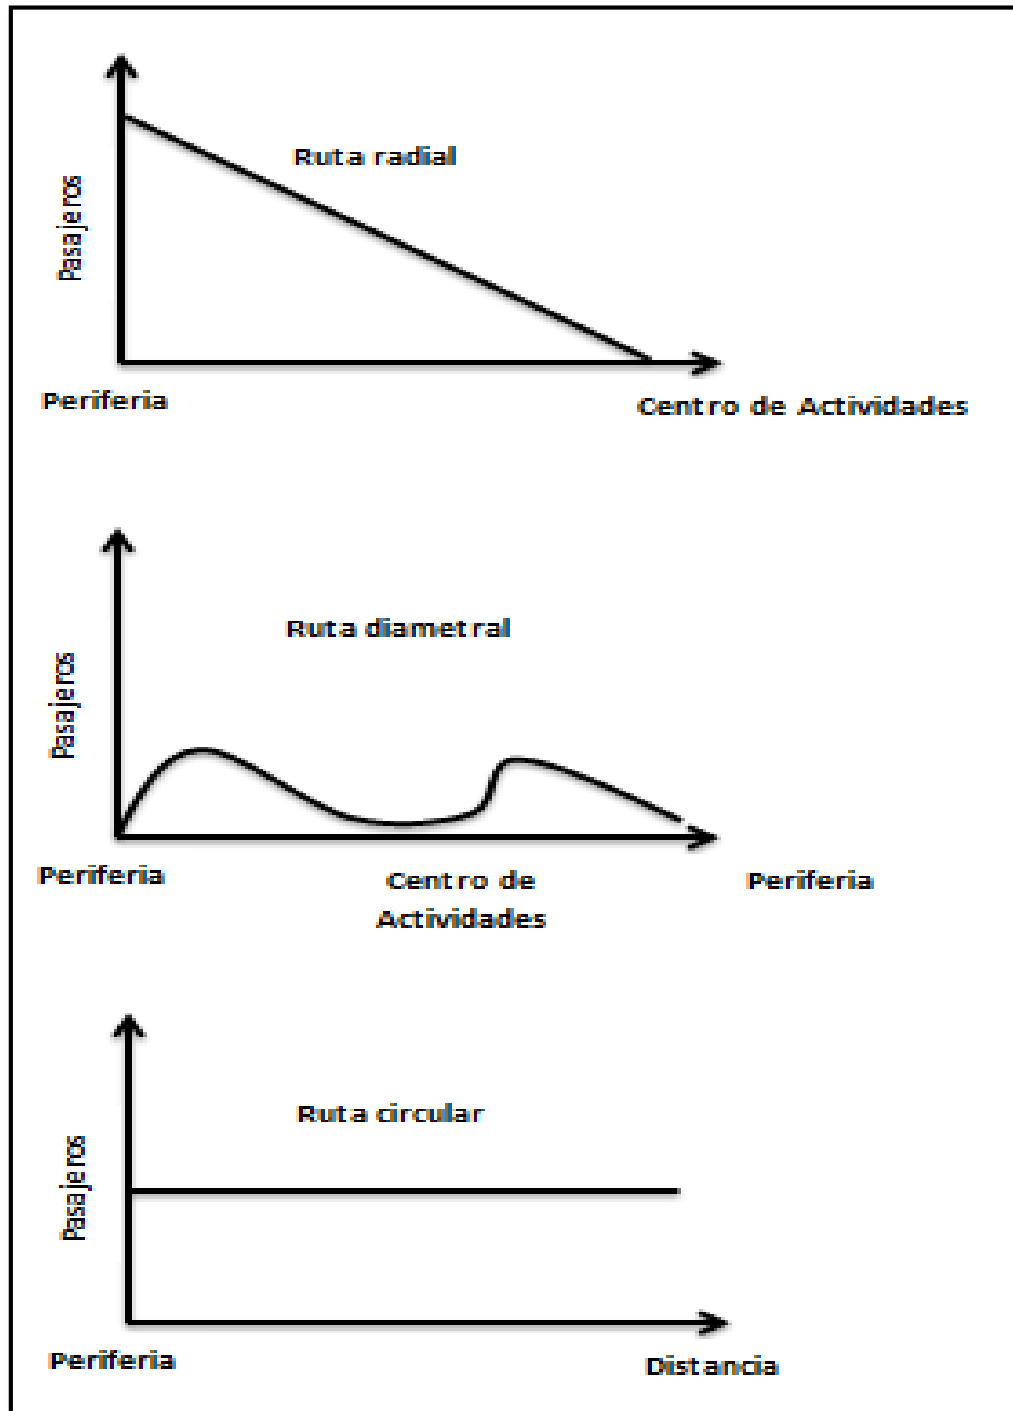 Ruta radial
Pasajeros
Periferia
Centro de Actividades
Ruta diametral
Pasajeros
Periferia
Centro de
Actividades
Periferia
Ruta circular
Pasajeros
Periferia
Distancia